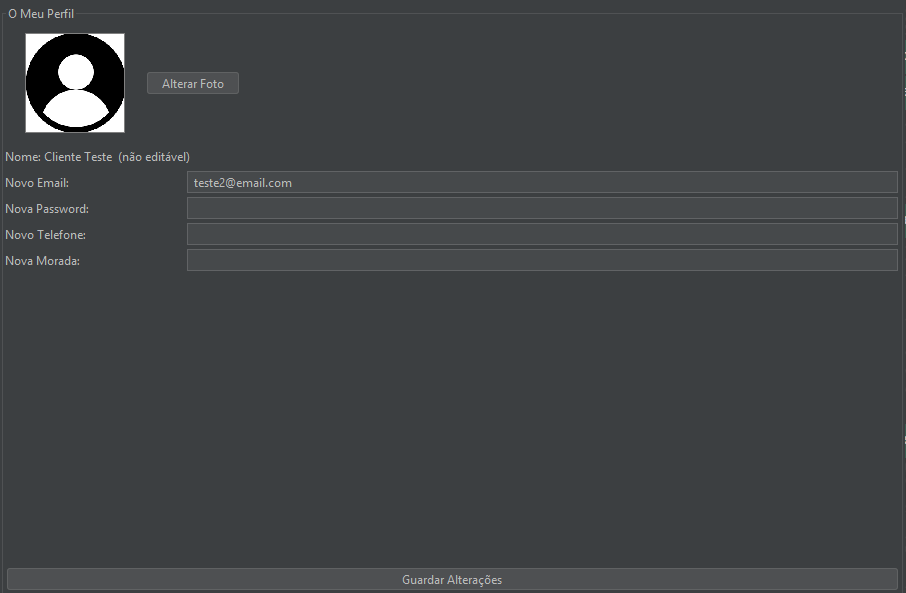 O Meu Perfil
Alterar Foto
Nome: Cliente Teste (não editável)
Novo Email: teste2@email.com
Nova Password:
Novo Telefone:
Nova Morada:
Guardar Alterações